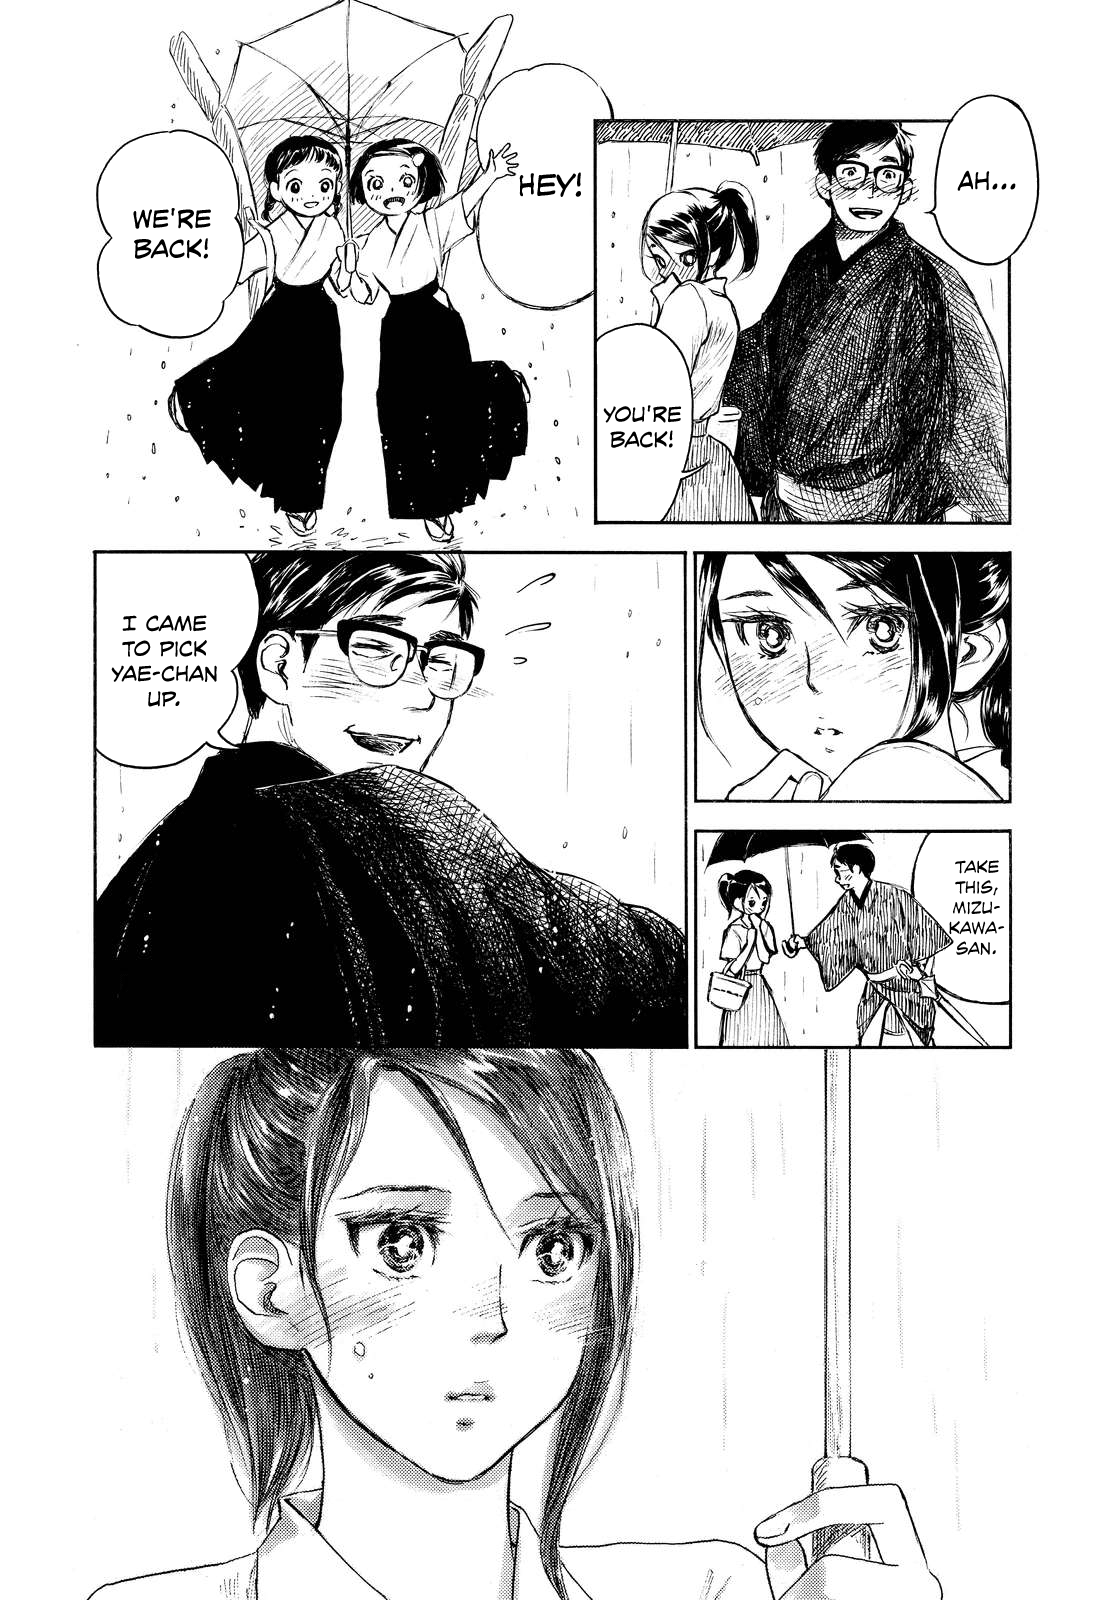 AH...
YOU'RE
BACK!
HEY!
WE'RE
BACK!
TAKE
THIS,
MIZU-
KAWA-
SAN.
I CAME
TO PICK
YAE-CHAN
UP.